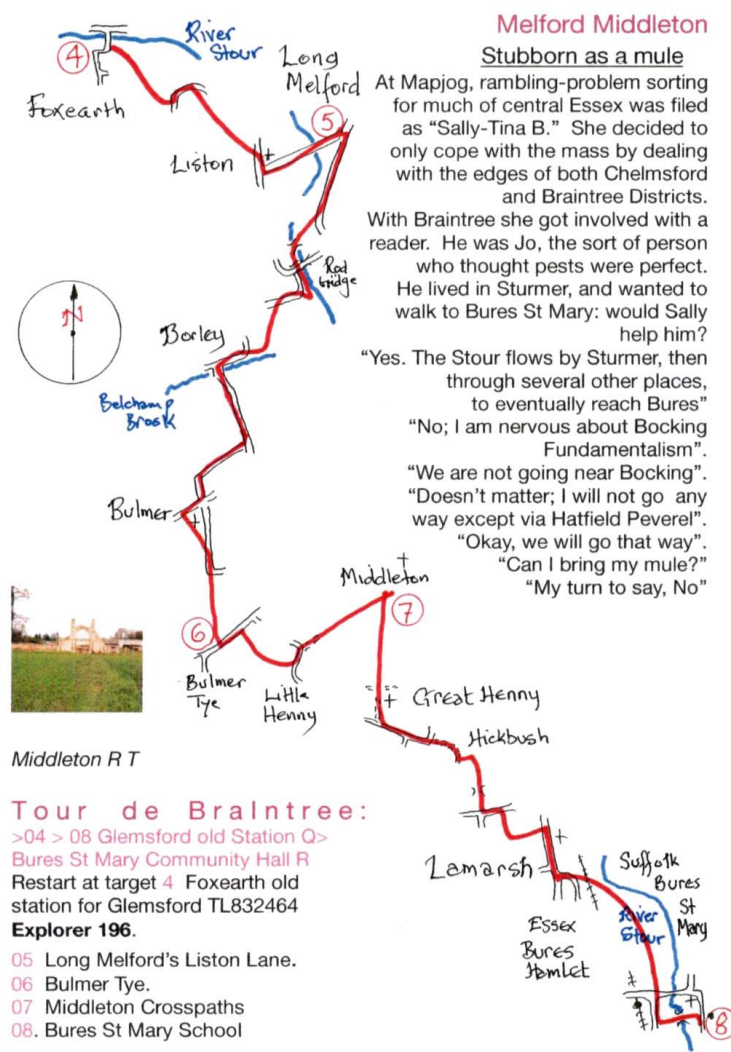 Melford Middleton
Stubborn as a mule
At Mapjog, rambling-problem sorting
for much of central Essex was filed
as “Sally-Tina B.” She decided to
only cope with the mass by dealing
with the edges of both Chelmsford
and Braintree Districts.
With Braintree she got involved with a
reader. He was Jo, the sort of person
who thought pests were perfect.
He lived in Sturmer, and wanted to
walk to Bures St Mary: would Sally
help him?
“Yes. The Stour flows by Sturmer, then
through several other places,
to eventually reach Bures”
“No; I am nervous about Bocking
Fundamentalism”.
“We are not going near Bocking”.
“Doesn’t matter; I will not go any
way except via Hatfield Peverel”.
“Okay, we will go that way”.
“Can I bring my mule?”
“My turn to say, No”
4
River
Stour
Foxearth
Long
Melford
5
Liston
Rod
bridge
N
Borley
Belchamp
Brook
Bulmer
Middleton
7
6
Bulmer
Tye
Little
Henny
Great Henny
Hickbush
Lamarsh
Suffolk
Bures
St
Mary
River
Stour
Essex
Bures
Hamlet
8
Middleton R T
Tour de BraIntree:
>04 > 08 Glemsford old Station Q>
Bures St Mary Community Hall R
Restart at target 4 Foxearth old
station for Glemsford TL832464
Explorer 196.
05 Long Melford’s Liston Lane.
06 Bulmer Tye.
07 Middleton Crosspaths
08. Bures St Mary School